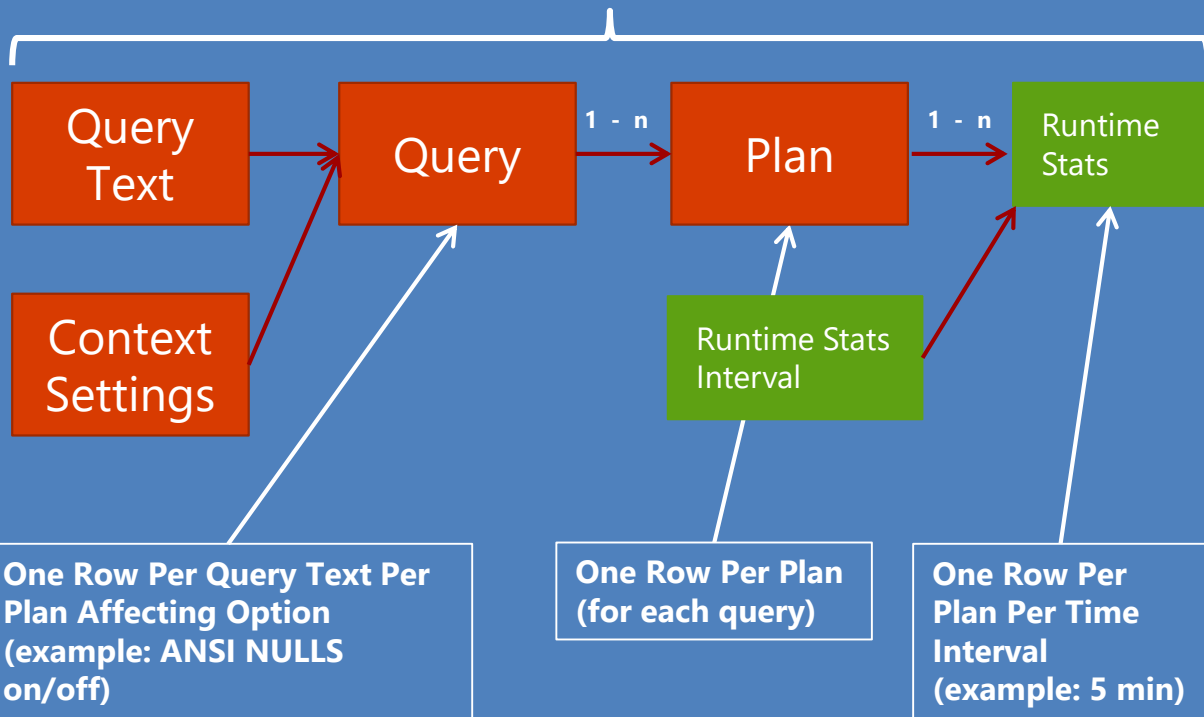 Query
Text
Query
1 - n
Plan
1 - n
Runtime
Stats
Context
Settings
Runtime Stats
Interval
One Row Per Query Text Per
Plan Affecting Option
(example: ANSI NULLS
on/off)
One Row Per Plan
(for each query)
One Row Per
Plan Per Time
Interval
(example: 5 min)